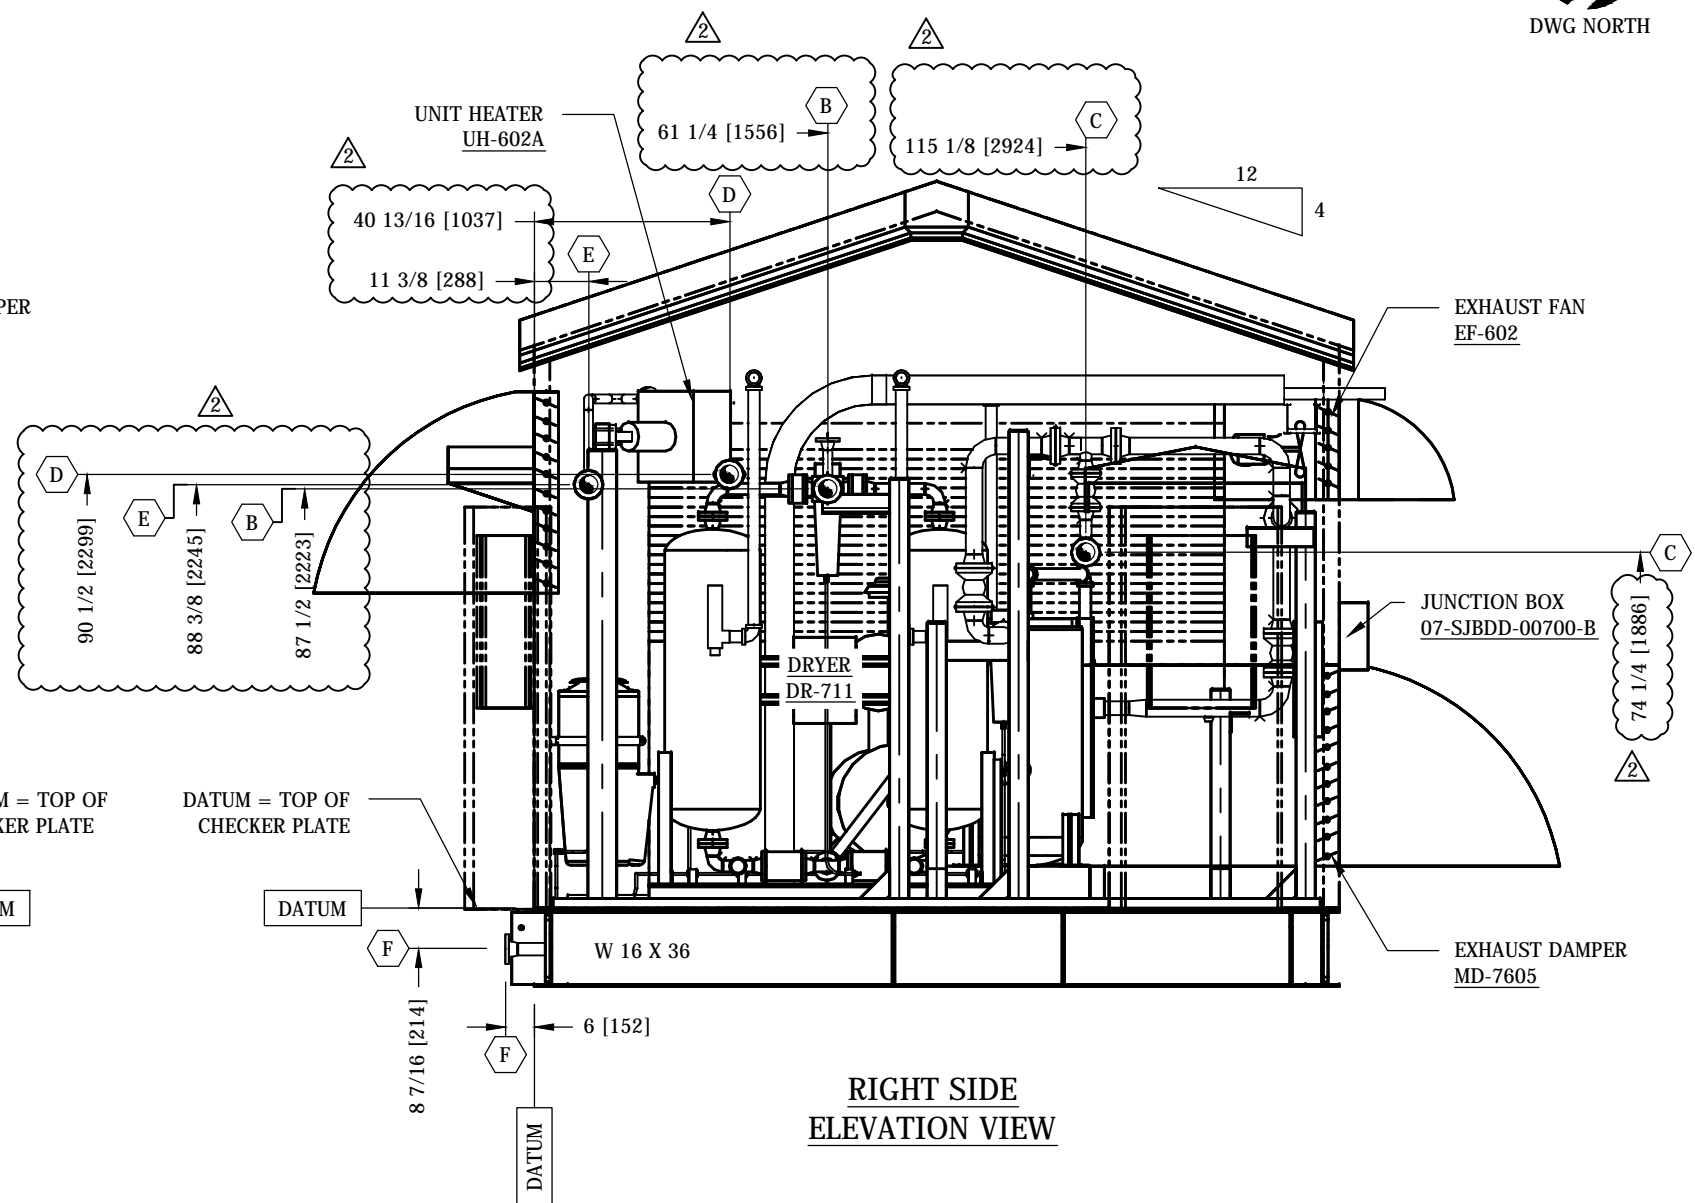 DWG NORTH
2
2
2
UNIT HEATER
UH-602A
B
61 1/4 [1556]
C
115 1/8 [2924]
D
40 13/16 [1037]
E
11 3/8 [288]
12
4
PER
EXHAUST FAN
EF-602
2
D
E
B
90 1/2 [2299]
88 3/8 [2245]
87 1/2 [2223]
C
74 1/4 [1886]
2
JUNCTION BOX
07-SJBDD-00700-B
DRYER
DR-711
M = TOP OF
KER PLATE
DATUM = TOP OF
CHECKER PLATE
M
DATUM
F
8 7/16 [214]
W 16 X 36
EXHAUST DAMPER
MD-7605
6 [152]
F
DATUM
RIGHT SIDE
ELEVATION VIEW